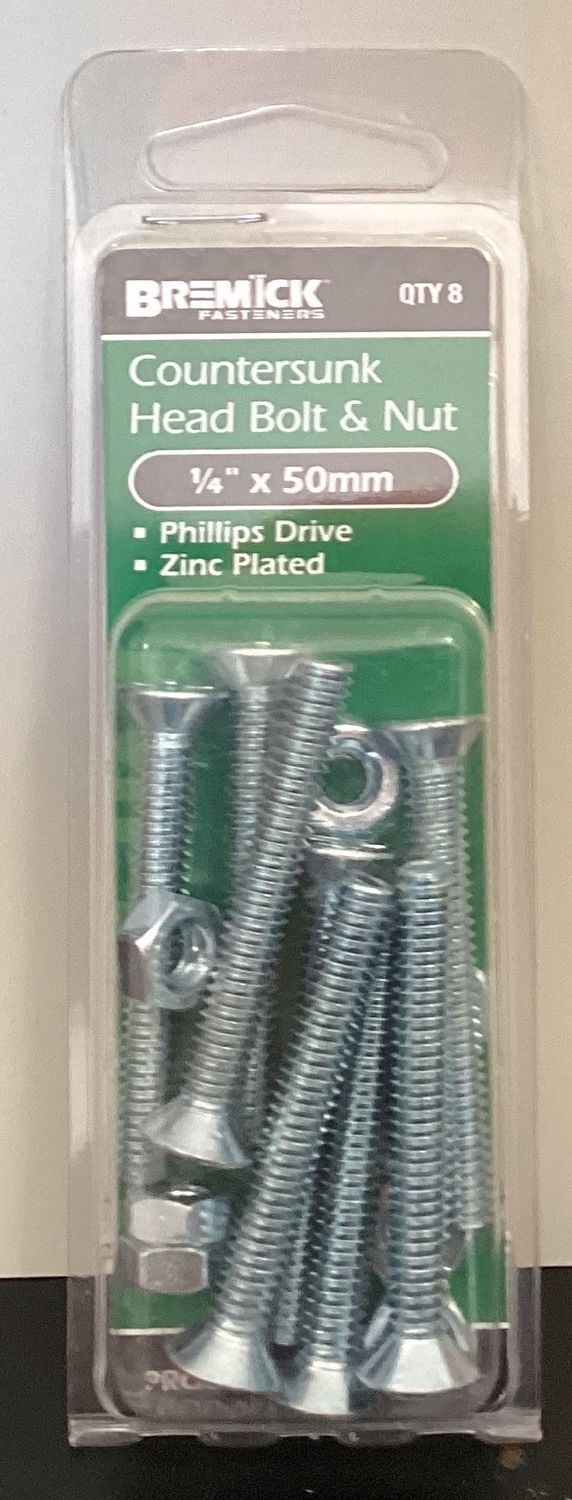 BREMICK
FASTENERS
QTY 8
Countersunk
Head Bolt & Nut
¼" x 50mm
▪ Phillips Drive
▪ Zinc Plated